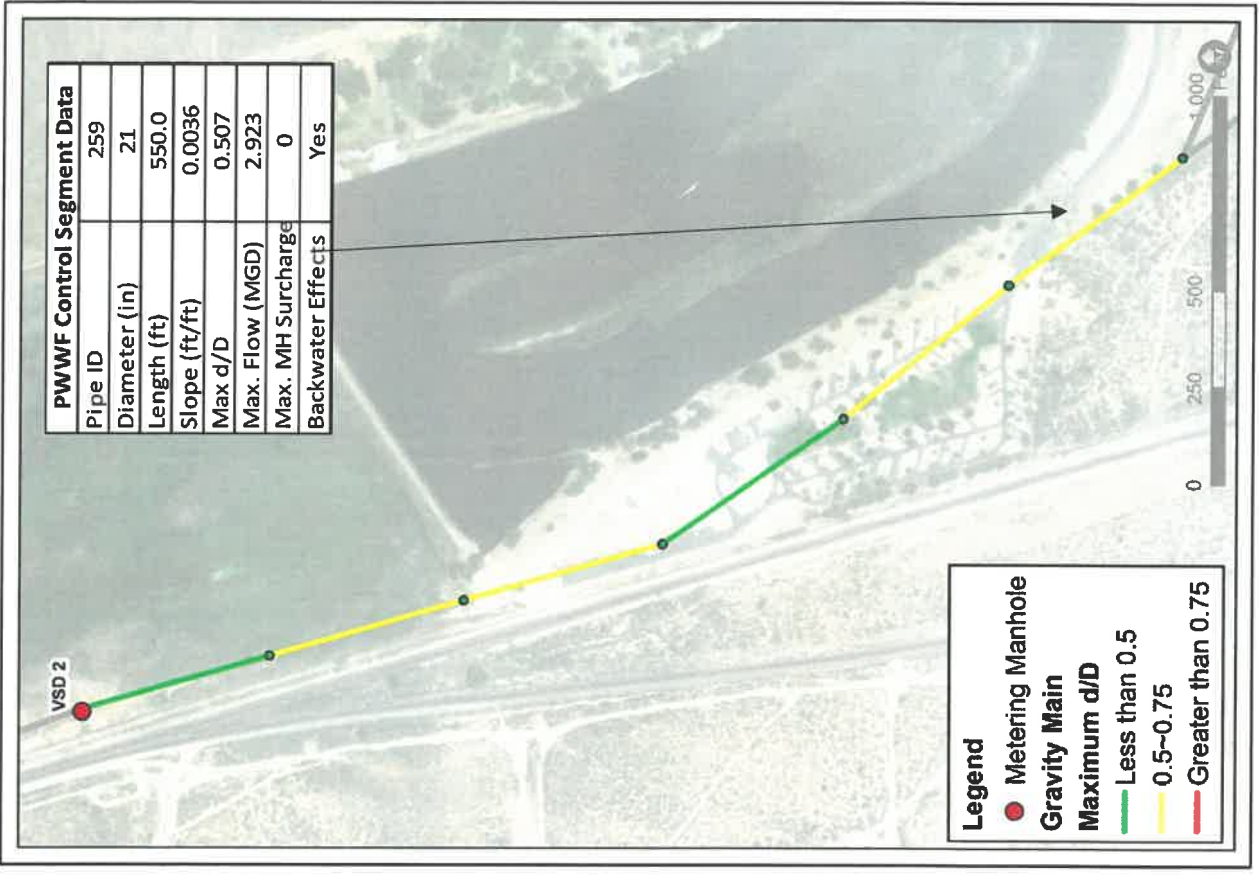 PWWF Control Segment Data
Pipe ID 259
Diameter (in) 21
Length (ft) 550.0
Slope (ft/ft) 0.0036
Max d/D 0.507
Max. Flow (MGD) 2.923
Max. MH Surcharge 0
Backwater Effects Yes
VSD 2
Legend
Metering Manhole
Gravity Main
Maximum d/D
Less than 0.5
0.5~0.75
Greater than 0.75
0 250 500 1,000